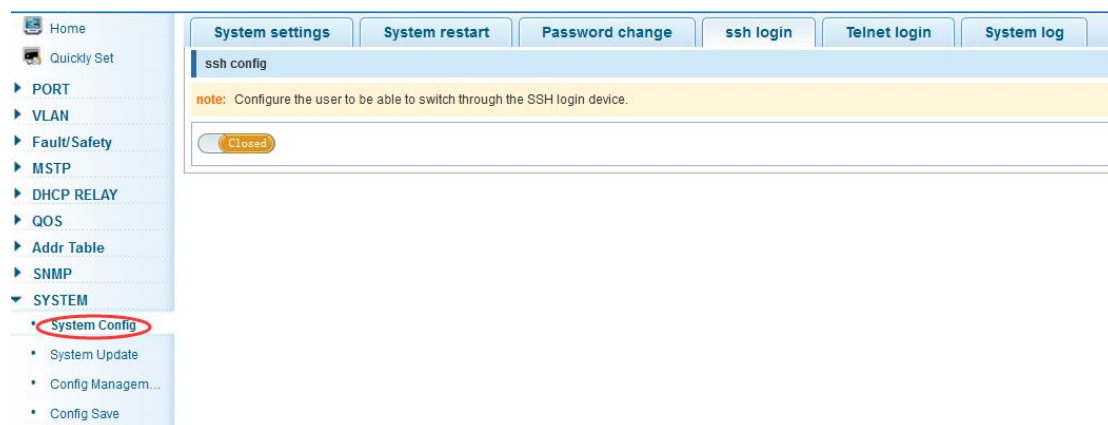 Home
Quickly Set
PORT
VLAN
Fault/Safety
MSTP
DHCP RELAY
QOS
Addr Table
SNMP
SYSTEM
System Config
System Update
Config Managem...
Config Save
System settings
System restart
Password change
ssh login
Telnet login
System log
ssh config
note: Configure the user to be able to switch through the SSH login device.
Closed